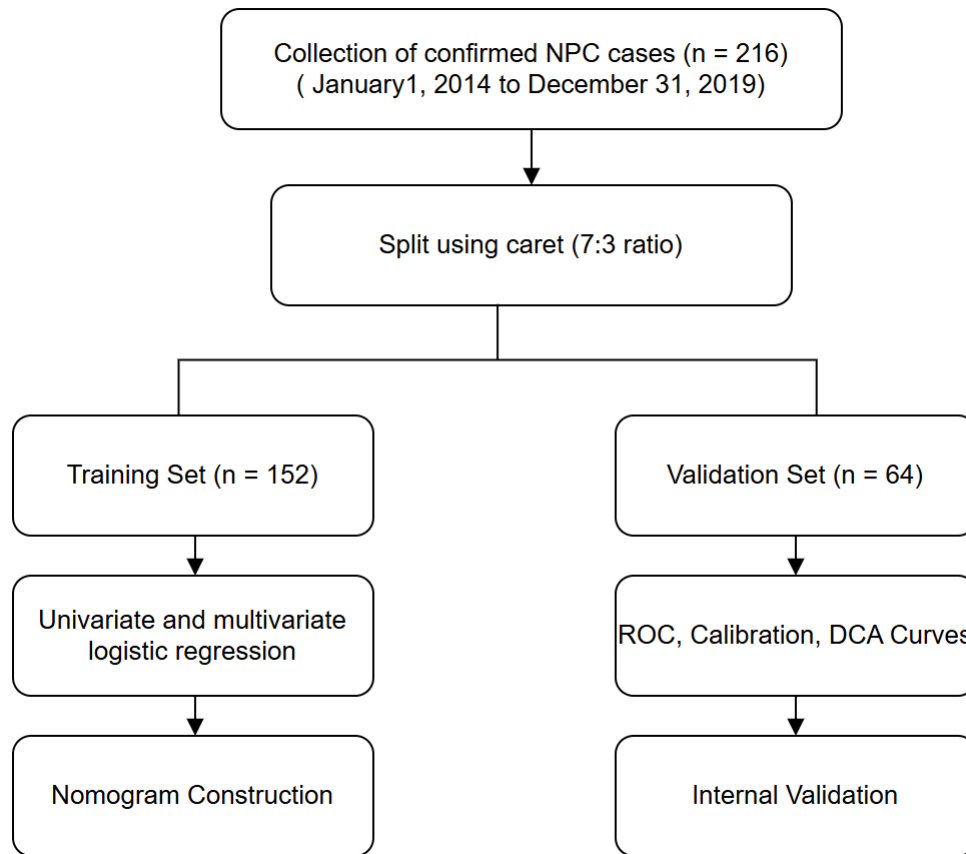 Collection of confirmed NPC cases (n = 216)
( January1, 2014 to December 31, 2019)
Split using caret (7:3 ratio)
Training Set (n = 152)
Validation Set (n = 64)
Univariate and multivariate
logistic regression
ROC, Calibration, DCA Curves
Nomogram Construction
Internal Validation